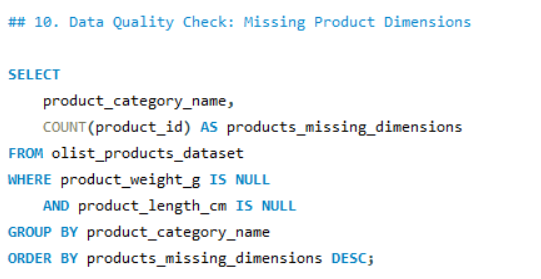 ## 10. Data Quality Check: Missing Product Dimensions
SELECT
    product_category_name,
    COUNT(product_id) AS products_missing_dimensions
FROM olist_products_dataset
WHERE product_weight_g IS NULL
    AND product_length_cm IS NULL
GROUP BY product_category_name
ORDER BY products_missing_dimensions DESC;